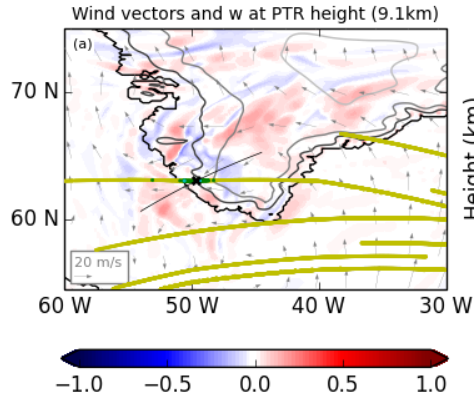 Wind vectors and w at PTR height (9.1km)
(a)
70 N
60 N
Height (km)
20 m/s
60 W 50 W 40 W 30 W
−1.0 −0.5 0.0 0.5 1.0